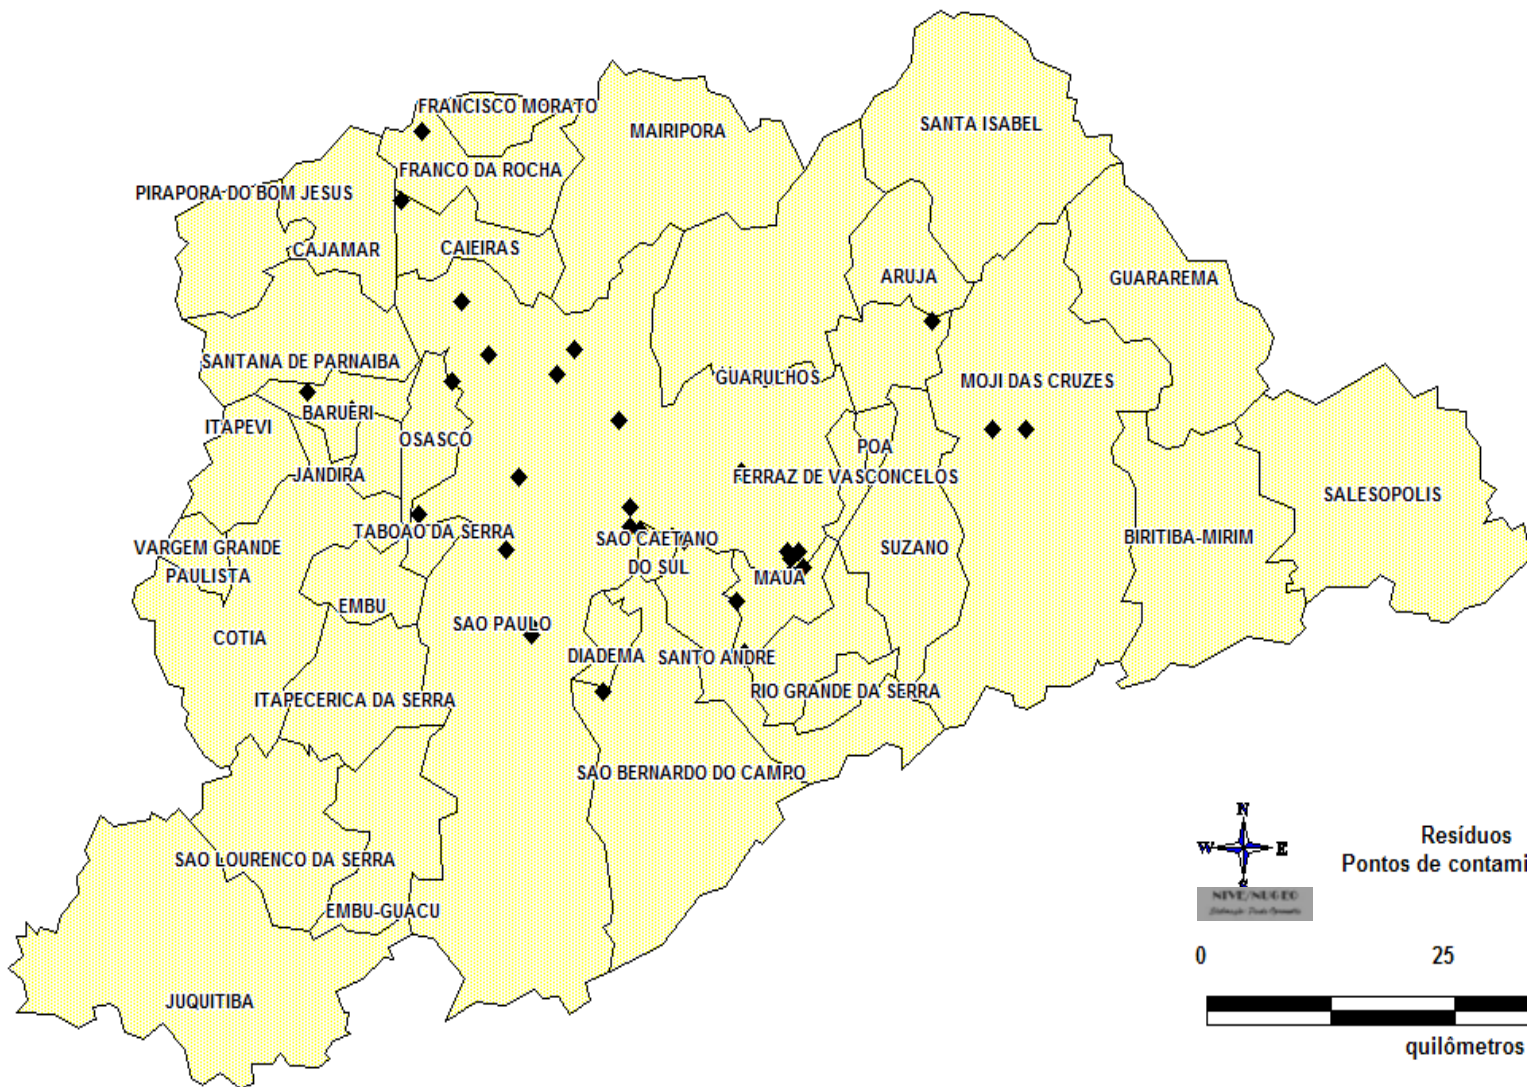 FRANCISCO MORATO
MAIRIPORA
SANTA ISABEL
FRANCO DA ROCHA
PIRAPORA DO BOM JESUS
CAJAMAR
CAIEIRAS
ARUJA
GUARAREMA
SANTANA DE PARNAIBA
GUARULHOS
MOJI DAS CRUZES
BARUERI
ITAPEVI
OSASCO
POA
JANDIRA
FERRAZ DE VASCONCELOS
SALESOPOLIS
TABOAO DA SERRA
SAO CAETANO
DO SUL
SUZANO
BIRITIBA-MIRIM
VARGEM GRANDE
PAULISTA
MAUA
EMBU
SAO PAULO
COTIA
DIADEMA
SANTO ANDRE
RIO GRANDE DA SERRA
ITAPECERICA DA SERRA
SAO BERNARDO DO CAMPO
SAO LOURENCO DA SERRA
EMBU-GUACU
JUQUITIBA
N
W E
S
Resíduos
Pontos de contami
NIVE/NUGEO
0 25
quilômetros